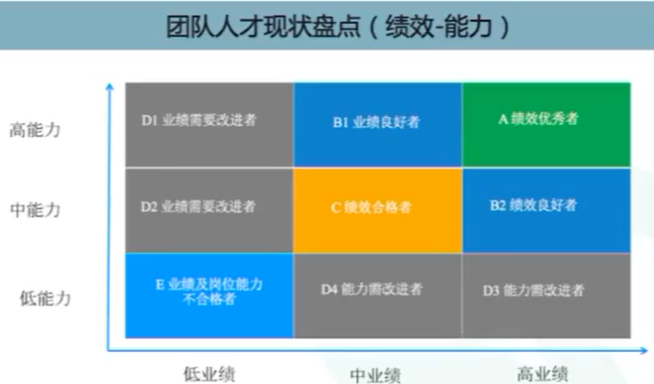 团队人才现状盘点（绩效-能力）
高能力
D1 业绩需要改进者
B1 业绩良好者
A 绩效优秀者
中能力
D2 业绩需要改进者
C 绩效合格者
B2 绩效良好者
低能力
E 业绩及岗位能力
不合格者
D4 能力需改进者
D3 能力需改进者
低业绩
中业绩
高业绩